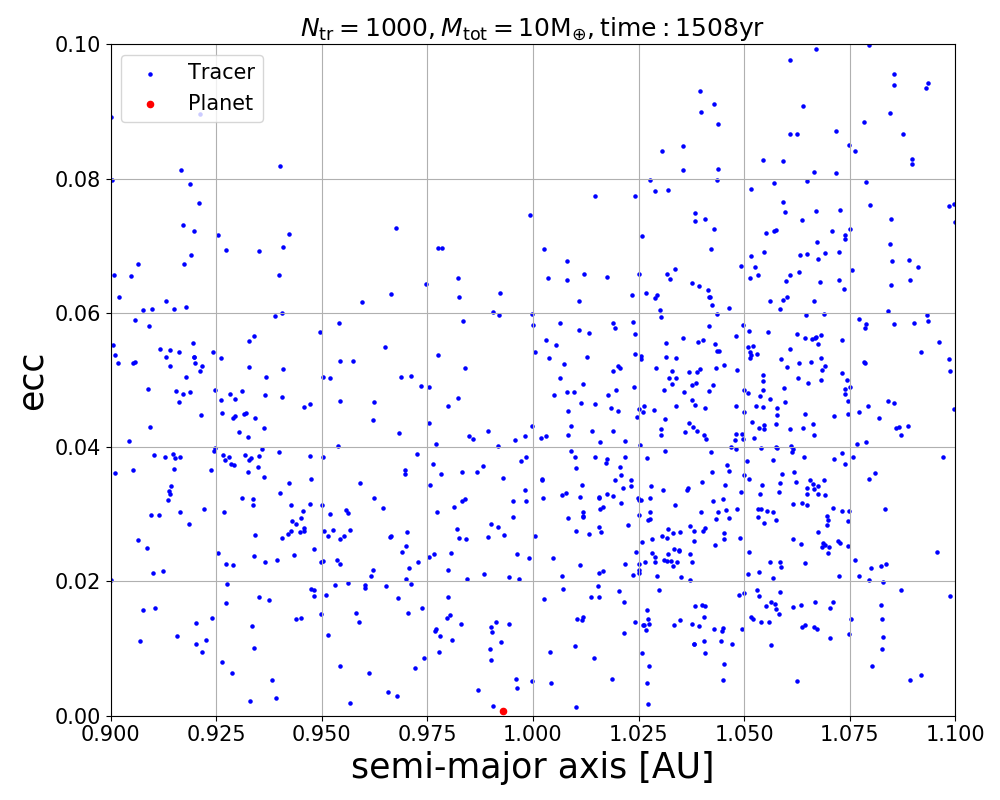 N_tr = 1000, M_tot = 10M_⊕, time : 1508yr
Tracer
Planet
ecc
0.10
0.08
0.06
0.04
0.02
0.00
0.900 0.925 0.950 0.975 1.000 1.025 1.050 1.075 1.100
semi-major axis [AU]